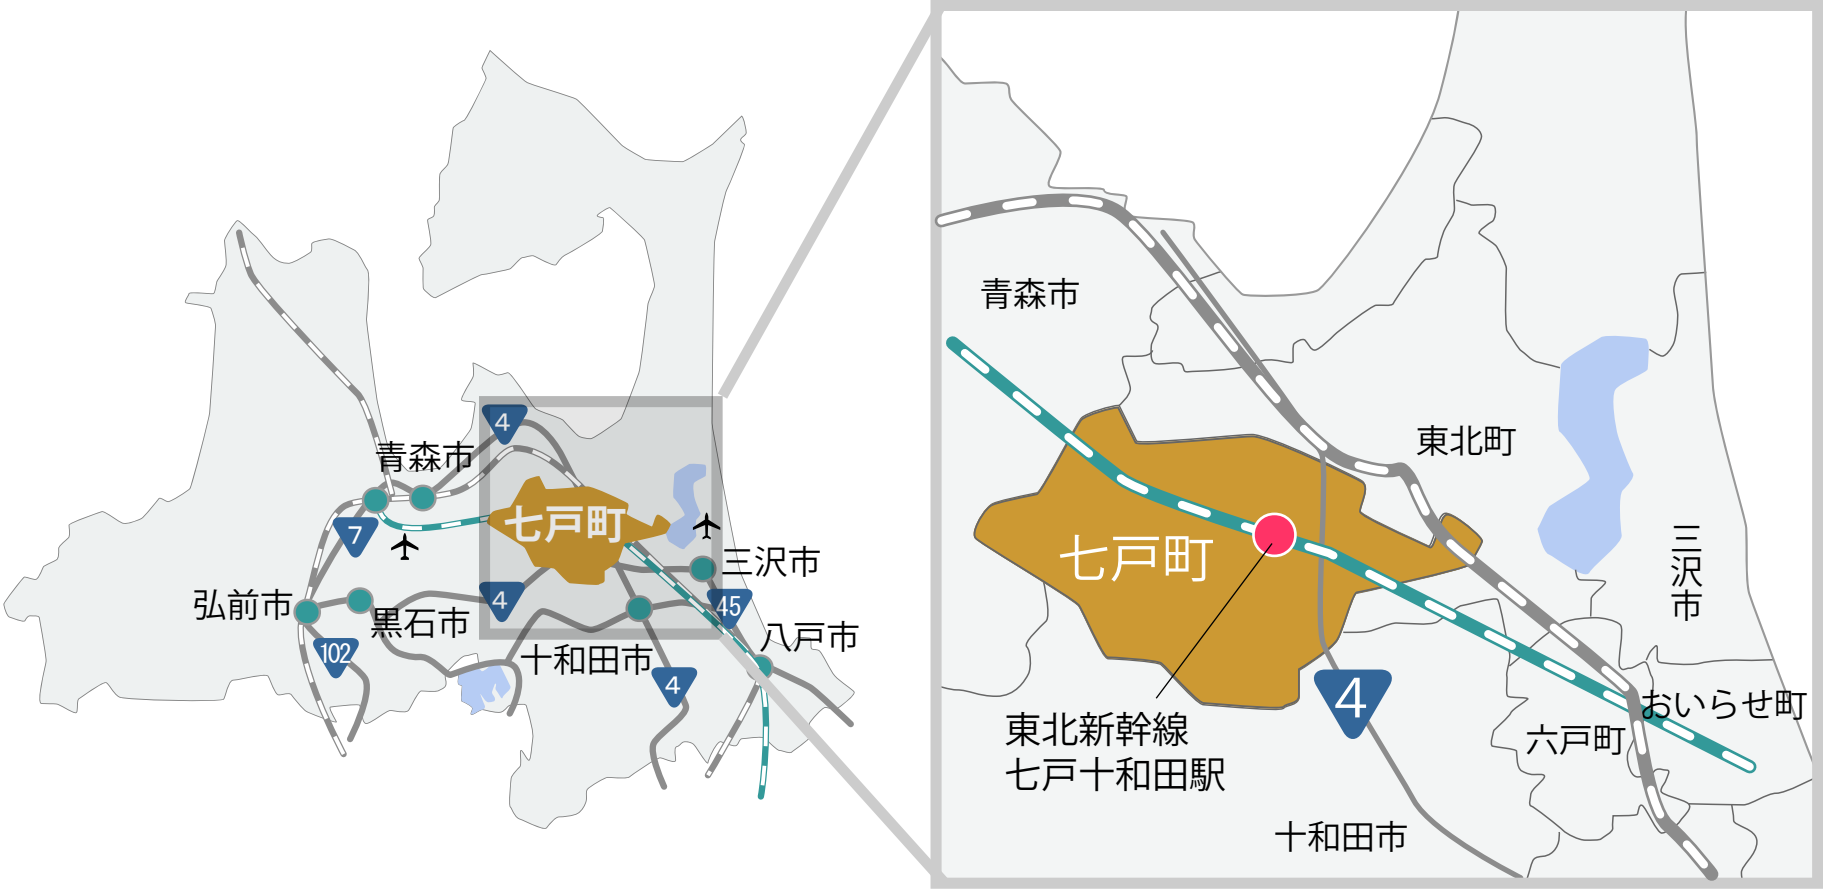 4
青森市
七戸町
7
三沢市
弘前市
黒石市
4
45
102
十和田市
八戸市
4
青森市
東北町
七戸町
三沢市
4
東北新幹線
七戸十和田駅
おいらせ町
六戸町
十和田市